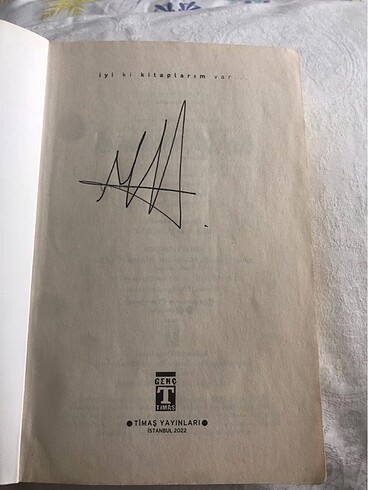 iyi ki kitaplarım var...
GENÇ
T
TİMAŞ
●TİMAŞ YAYINLARI●
İSTANBUL 2022